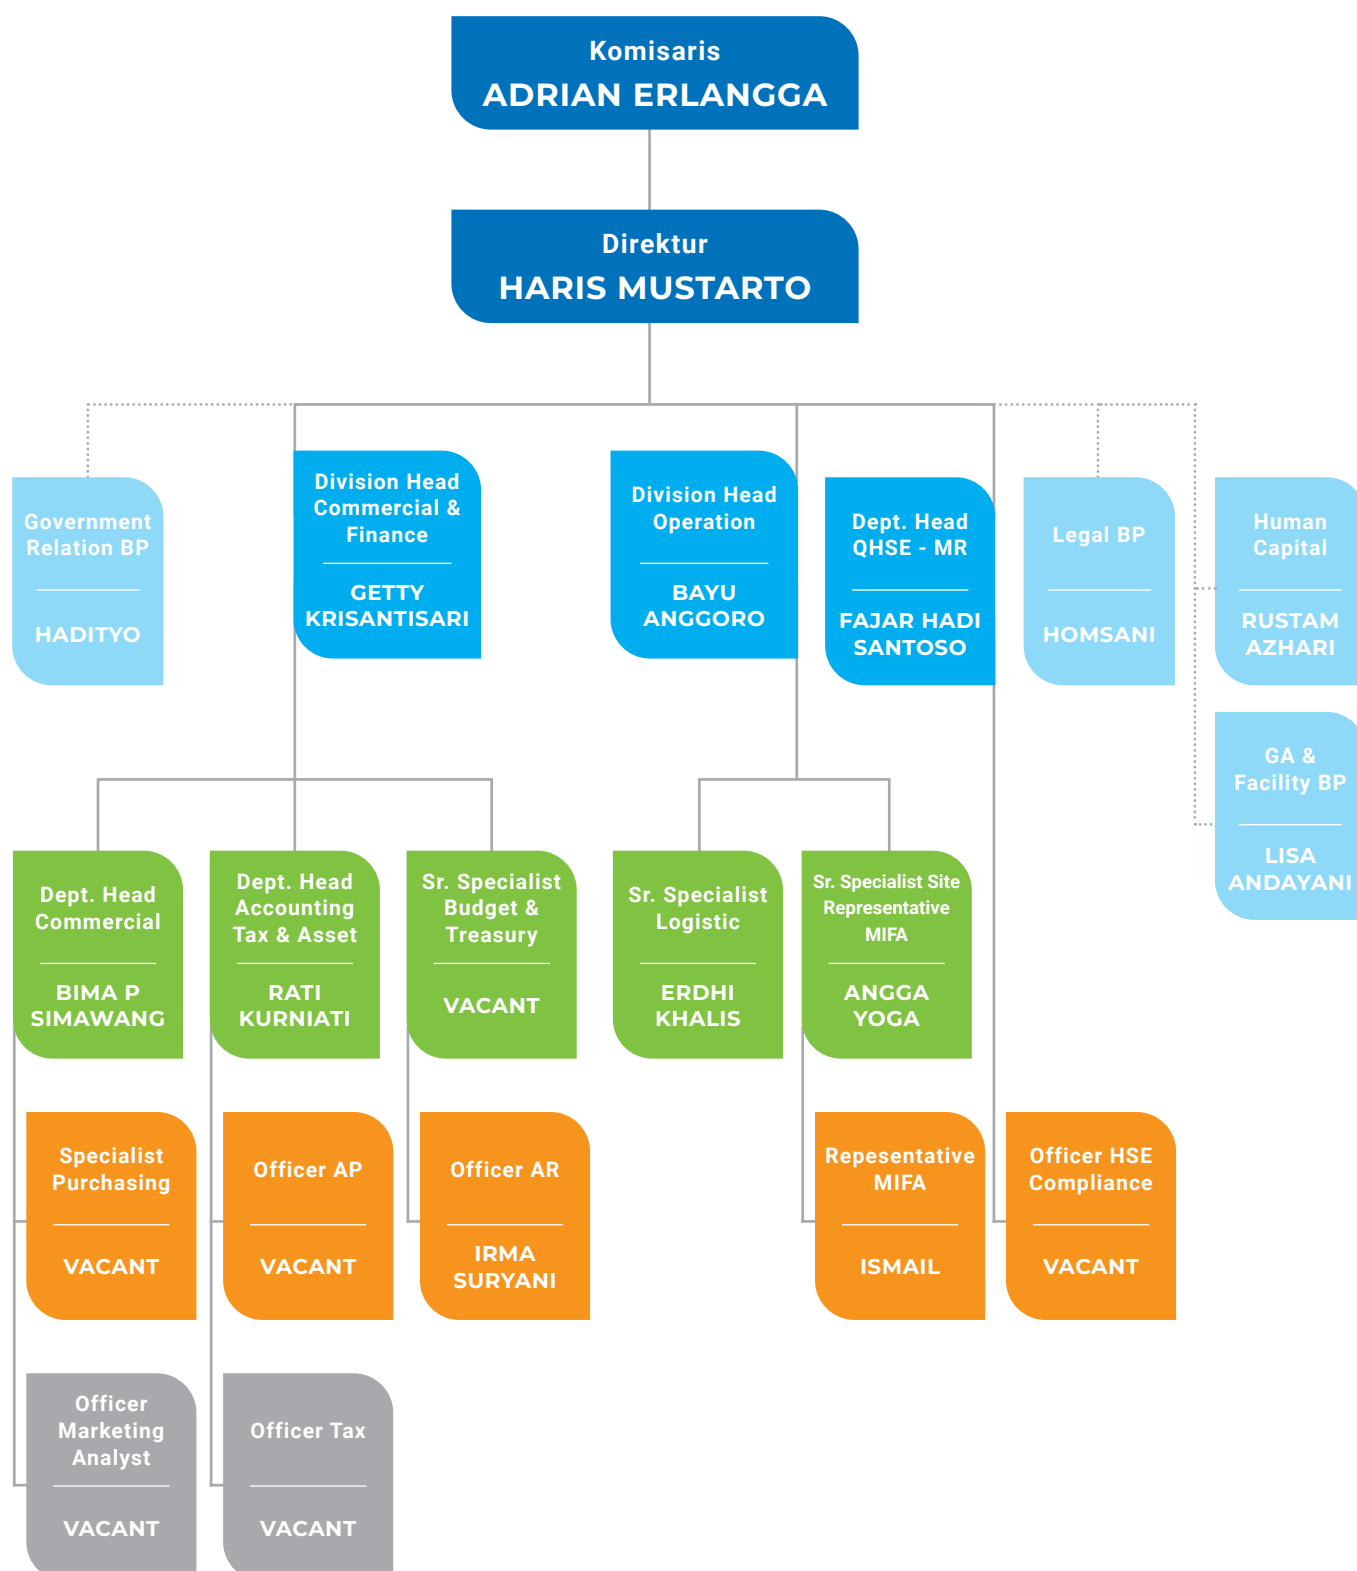 Komisaris
ADRIAN ERLANGGA
Direktur
HARIS MUSTARTO
Government
Relation BP
HADITYO
Division Head
Commercial &
Finance
GETTY
KRISANTISARI
Division Head
Operation
BAYU
ANGGORO
Dept. Head
QHSE - MR
FAJAR HADI
SANTOSO
Legal BP
HOMSANI
Human
Capital
RUSTAM
AZHARI
GA &
Facility BP
LISA
ANDAYANI
Dept. Head
Commercial
BIMA P
SIMAWANG
Dept. Head
Accounting
Tax & Asset
RATI
KURNIATI
Sr. Specialist
Budget &
Treasury
VACANT
Sr. Specialist
Logistic
ERDHI
KHALIS
Sr. Specialist Site
Representative
MIFA
ANGGA
YOGA
Specialist
Purchasing
VACANT
Officer AP
VACANT
Officer AR
IRMA
SURYANI
Repesentative
MIFA
ISMAIL
Officer HSE
Compliance
VACANT
Officer
Marketing
Analyst
VACANT
Officer Tax
VACANT